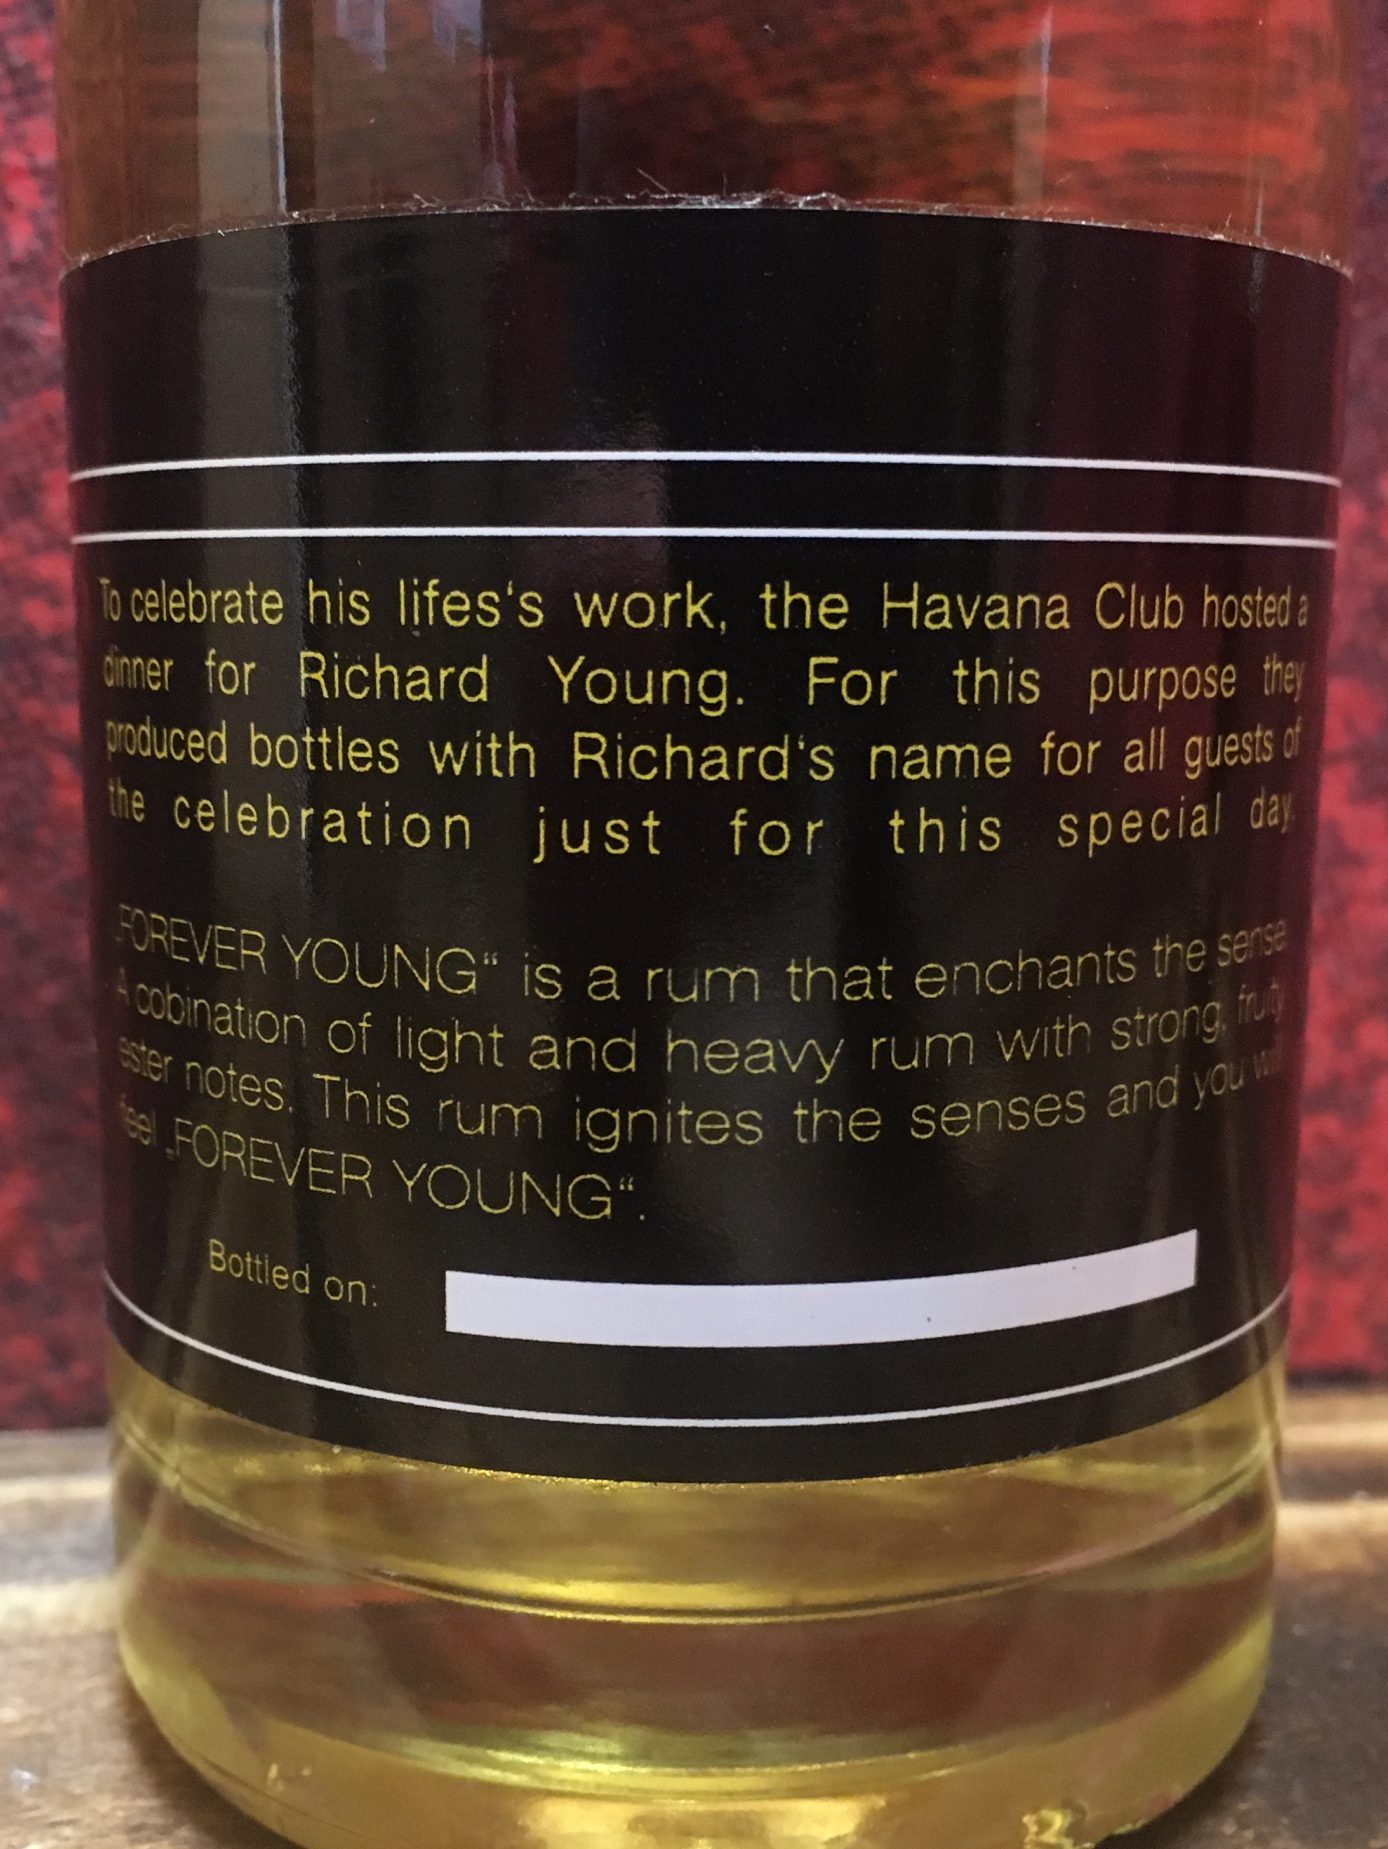 To celebrate his lifes‘s work, the Havana Club hosted a
dinner for Richard Young. For this purpose they
produced bottles with Richard‘s name for all guests of
the celebration just for this special day.
„FOREVER YOUNG“ is a rum that enchants the sense.
A cobination of light and heavy rum with strong, fruity
ester notes. This rum ignites the senses and you will
feel „FOREVER YOUNG“.
Bottled on: